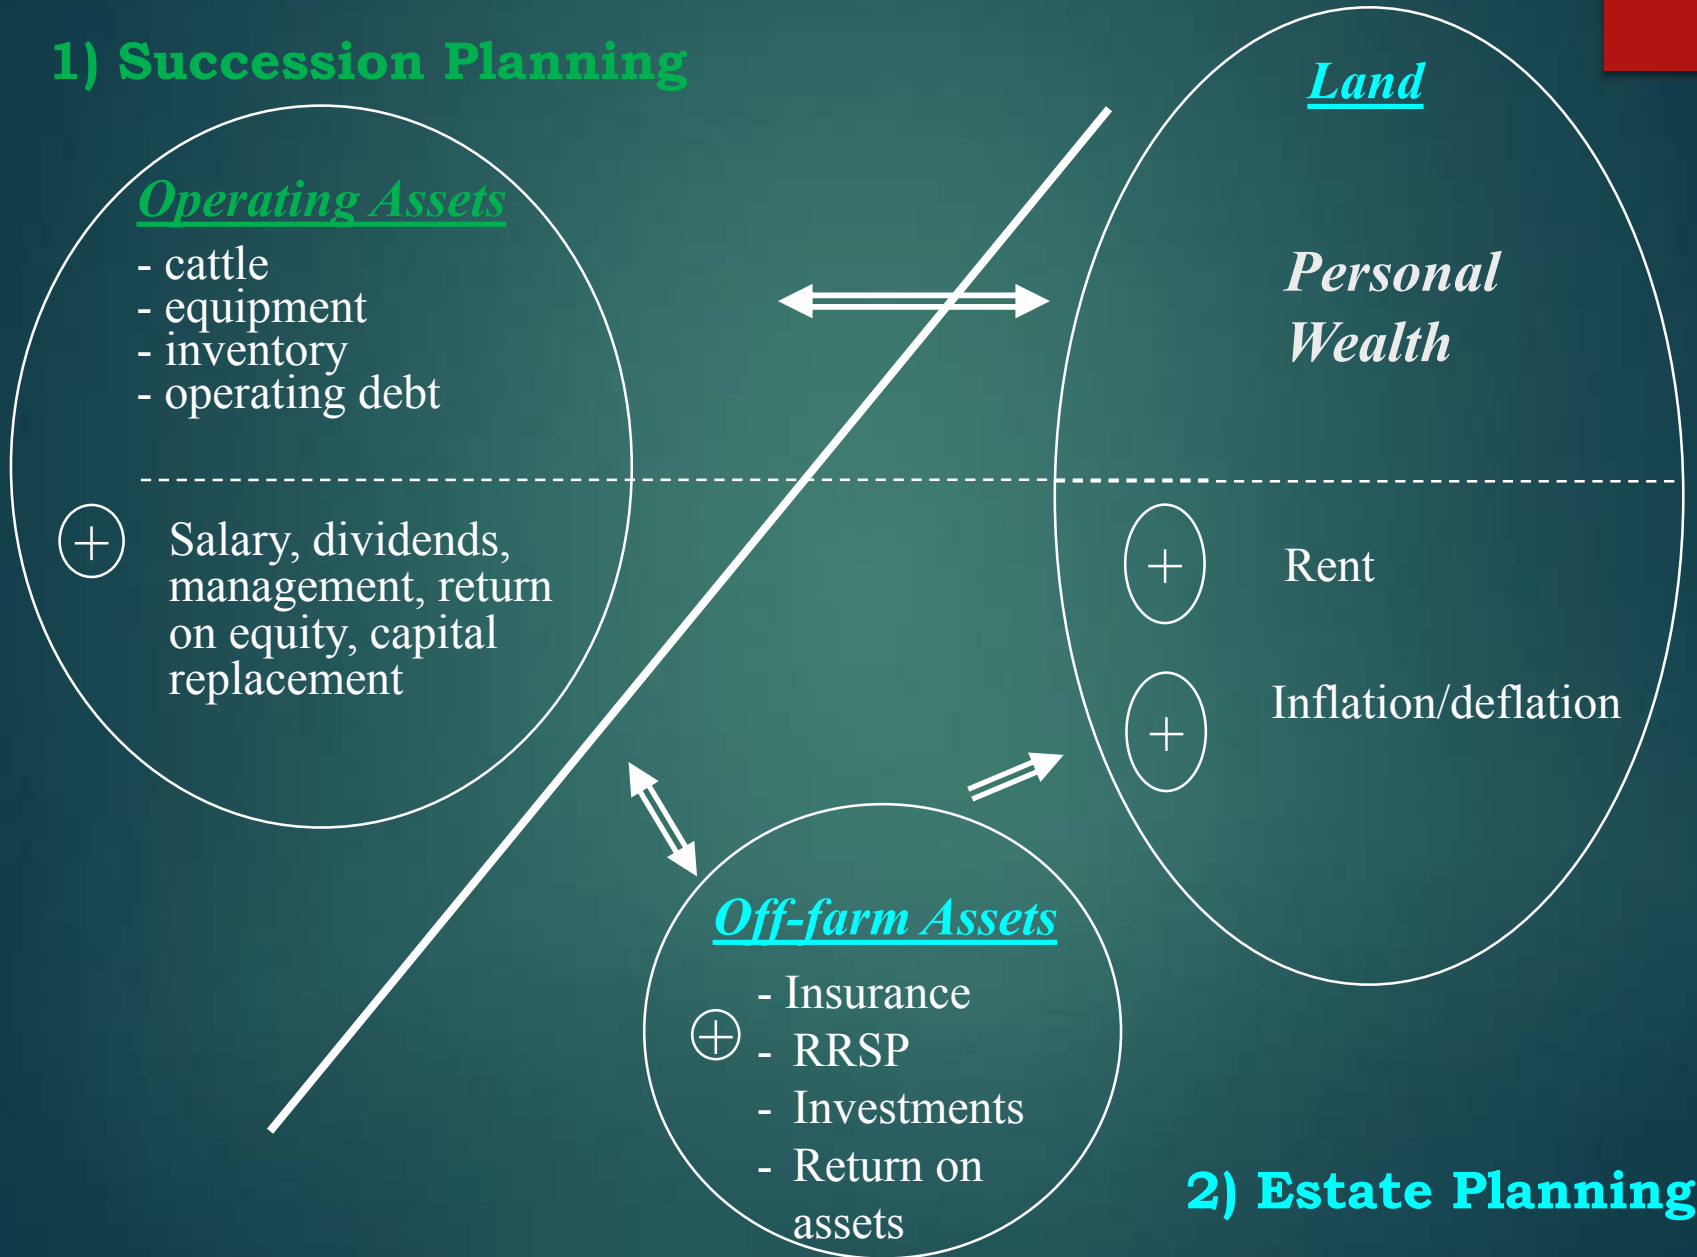 1) Succession Planning
Operating Assets
- cattle
- equipment
- inventory
- operating debt
+
Salary, dividends,
management, return
on equity, capital
replacement
Land
Personal
Wealth
+
Rent
+
Inflation/deflation
Off-farm Assets
+
- Insurance
- RRSP
- Investments
- Return on
assets
2) Estate Planning